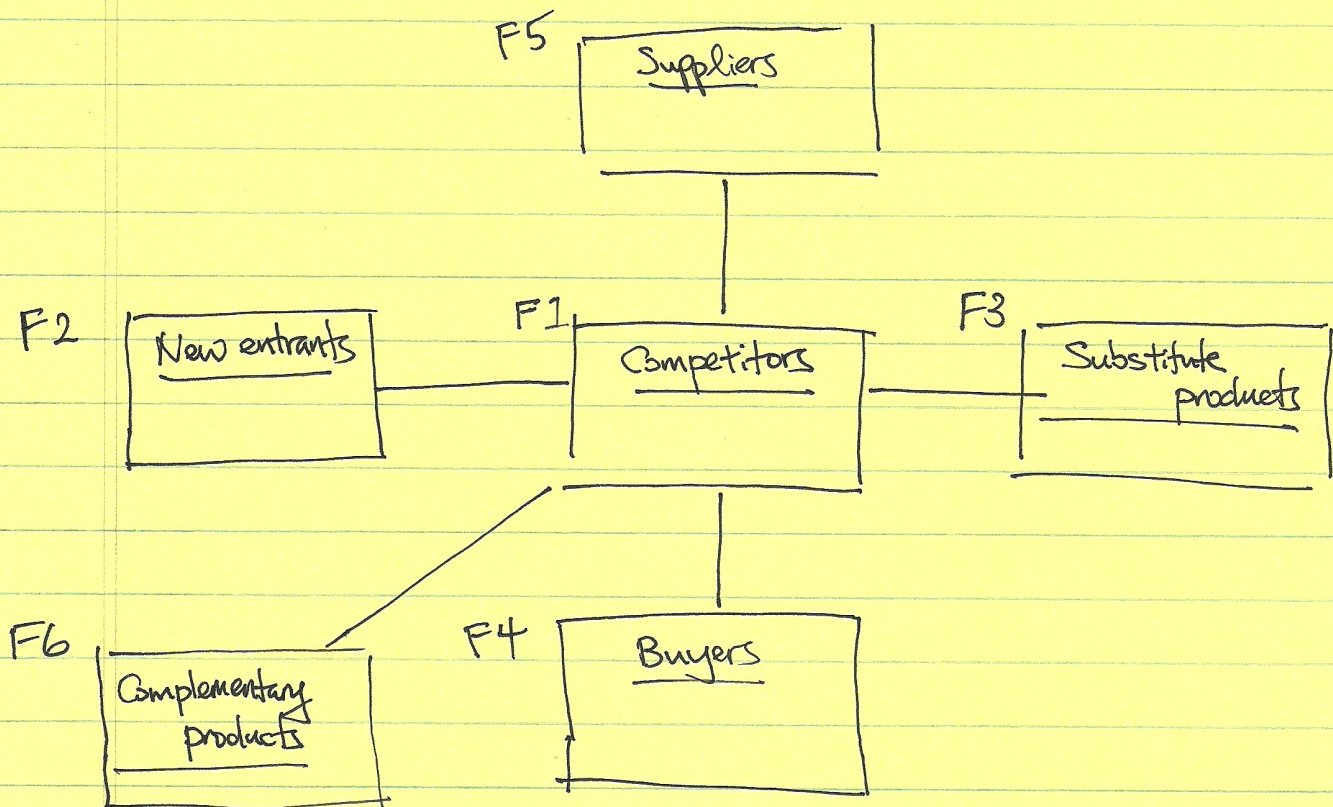 F5
Suppliers
F2
New entrants
F1
Competitors
F3
Substitute
products
F6
Complementary
products
F4
Buyers